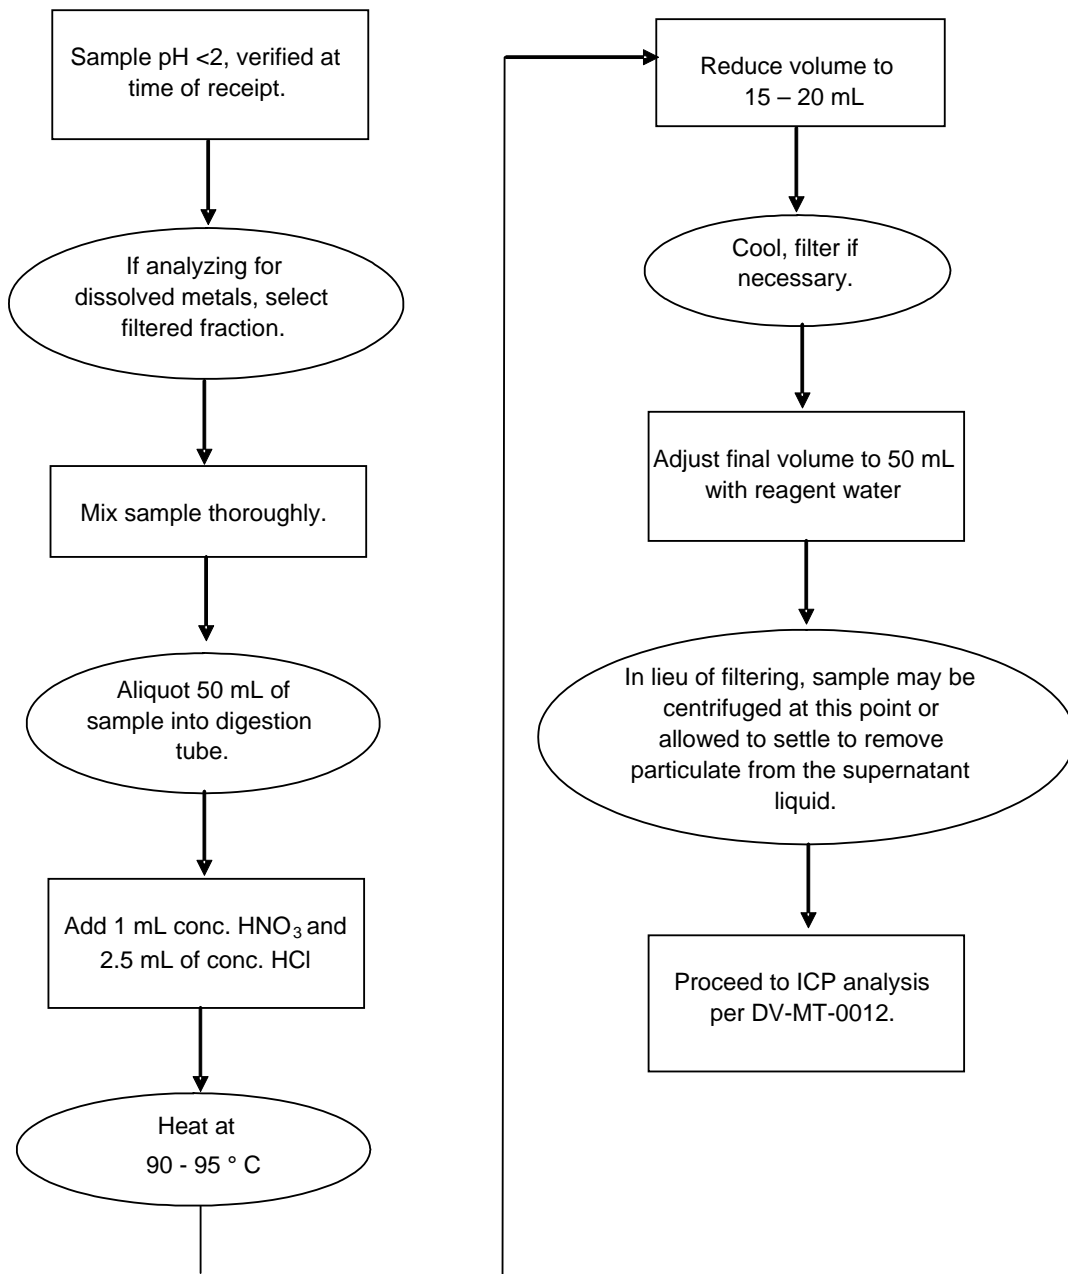 Sample pH <2, verified at
time of receipt.
If analyzing for
dissolved metals, select
filtered fraction.
Mix sample thoroughly.
Aliquot 50 mL of
sample into digestion
tube.
Add 1 mL conc. HNO₃ and
2.5 mL of conc. HCl
Heat at
90 - 95 ° C
Reduce volume to
15 – 20 mL
Cool, filter if
necessary.
Adjust final volume to 50 mL
with reagent water
In lieu of filtering, sample may be
centrifuged at this point or
allowed to settle to remove
particulate from the supernatant
liquid.
Proceed to ICP analysis
per DV-MT-0012.